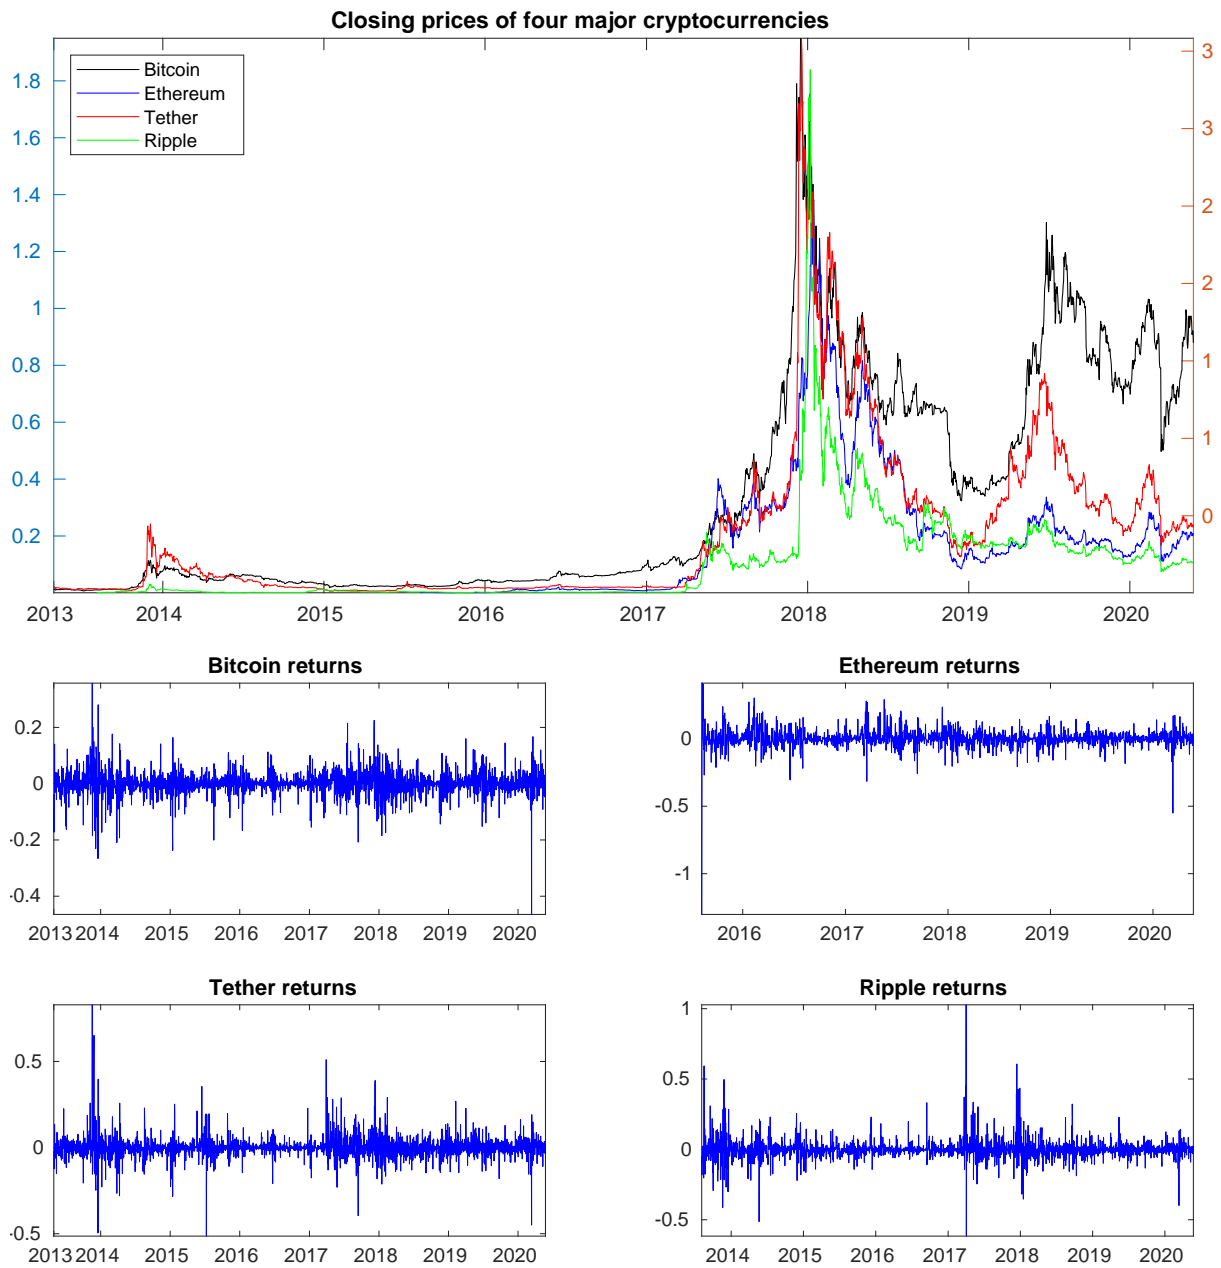 Closing prices of four major cryptocurrencies
Bitcoin
Ethereum
Tether
Ripple
1.8
1.6
1.4
1.2
1
0.8
0.6
0.4
0.2
3
3
2
2
1
1
0
2013 2014 2015 2016 2017 2018 2019 2020
Bitcoin returns
0.2
0
-0.2
-0.4
2013 2014 2015 2016 2017 2018 2019 2020
Ethereum returns
0
-0.5
-1
2016 2017 2018 2019 2020
Tether returns
0.5
0
-0.5
2013 2014 2015 2016 2017 2018 2019 2020
Ripple returns
1
0.5
0
-0.5
2014 2015 2016 2017 2018 2019 2020